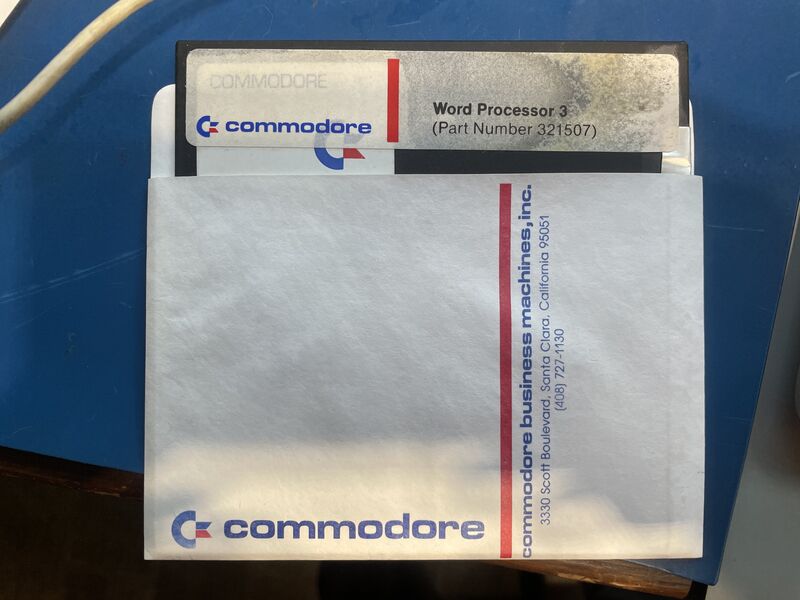 COMMODORE
commodore
Word Processor 3
(Part Number 321507)
commodore business machines,inc.
3330 Scott Boulevard, Santa Clara, California 95051
(408) 727-1130
commodore